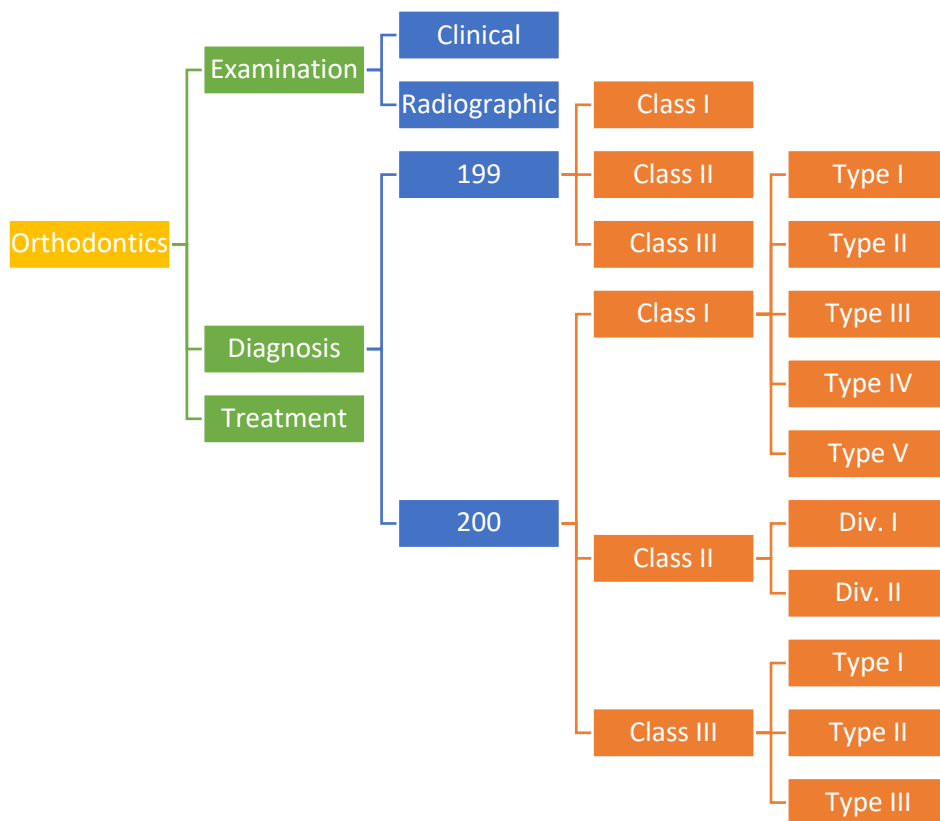 Orthodontics
Examination
Clinical
Radiographic
Diagnosis
199
Class I
Class II
Class III
200
Class I
Type I
Type II
Type III
Type IV
Type V
Class II
Div. I
Div. II
Class III
Type I
Type II
Type III
Treatment